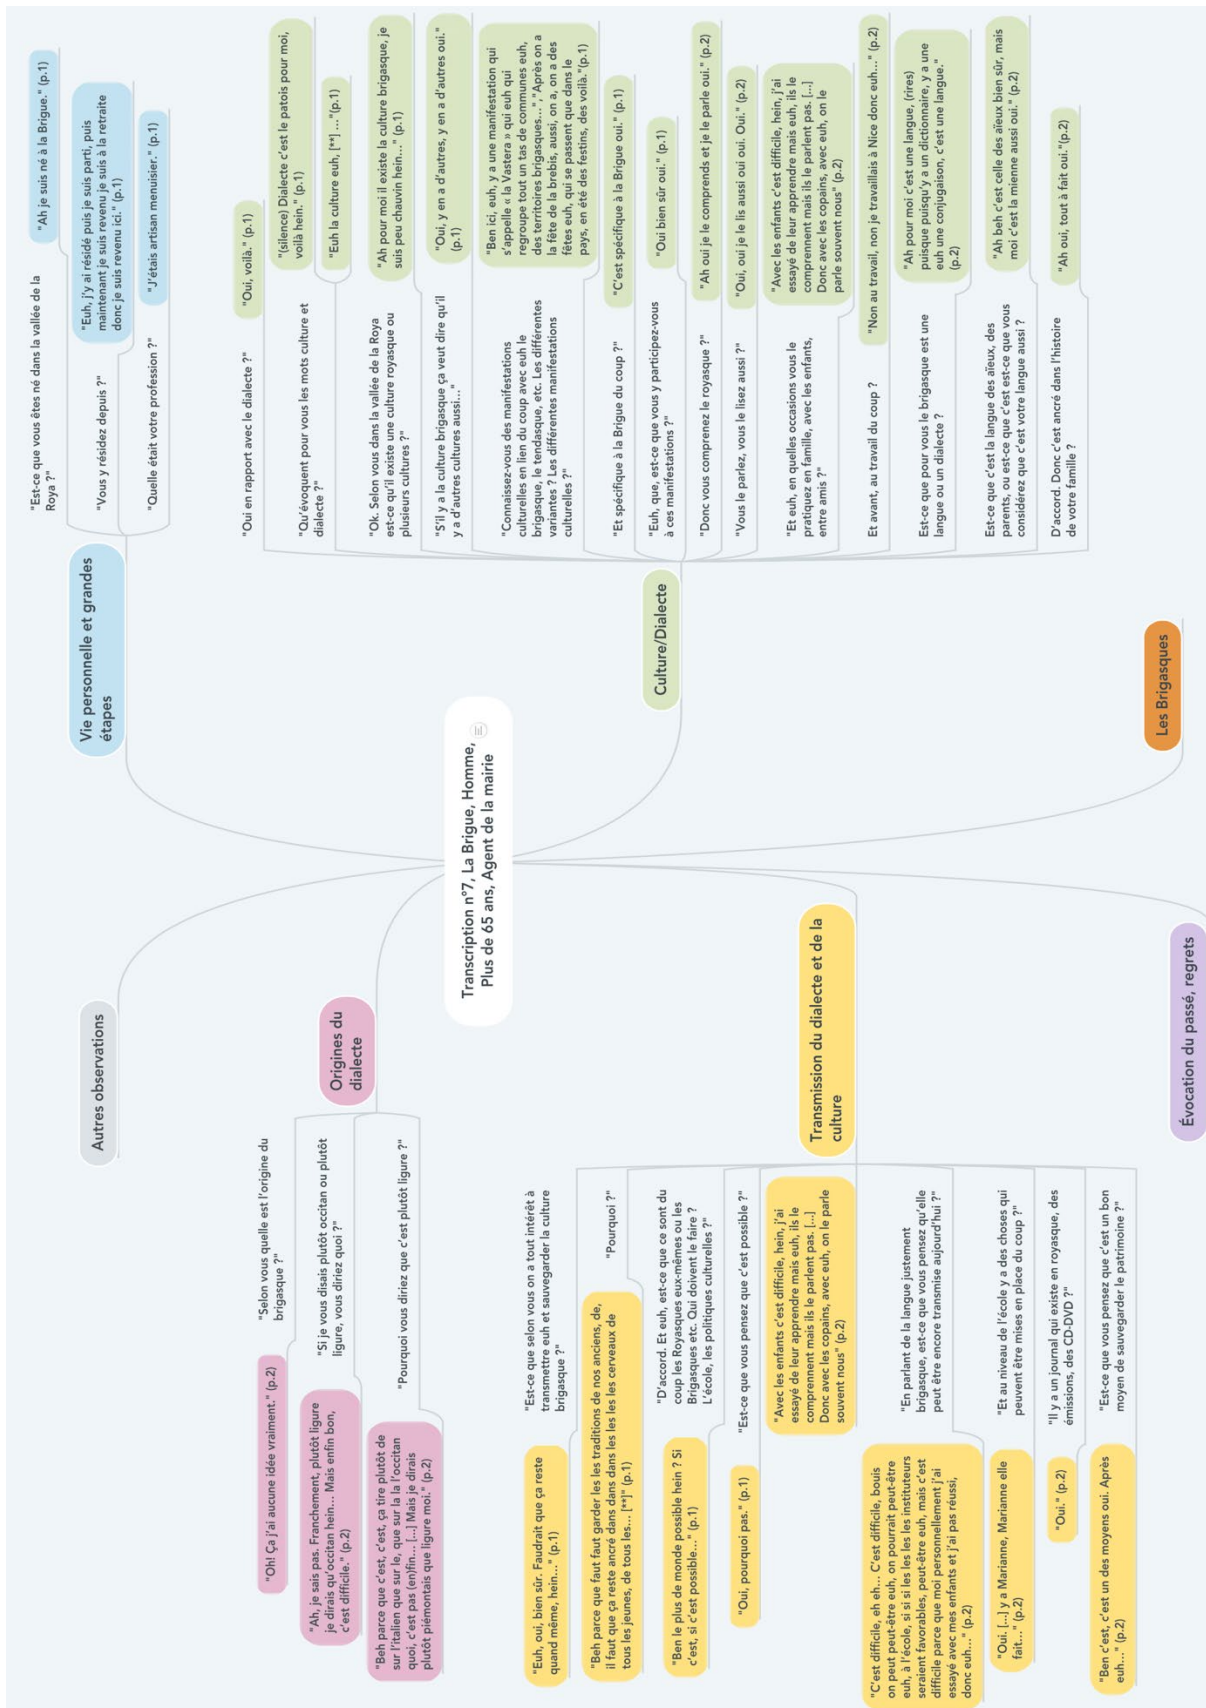 Transcription n°7, La Brigue, Homme,
Plus de 65 ans, Agent de la mairie
Vie personnelle et grandes
étapes
"Est-ce que vous êtes né dans la vallée de la
Roya ?"
"Ah je suis né à la Brigue." (p.1)
"Vous y résidez depuis ?"
"Euh, j'y ai résidé puis je suis parti, puis
maintenant je suis revenu je suis à la retraite
donc je suis revenu ici." (p.1)
"Quelle était votre profession ?"
"J'étais artisan menuisier." (p.1)
Culture/Dialecte
"Oui en rapport avec le dialecte ?"
"Oui, voilà." (p.1)
"Qu'évoquent pour vous les mots culture et
dialecte ?"
"(silence) Dialecte c'est le patois pour moi,
voilà hein." (p.1)
"Euh la culture euh, [**] …"(p.1)
"Ok. Selon vous dans la vallée de la Roya
est-ce qu'il existe une culture royasque ou
plusieurs cultures ?"
"Ah pour moi il existe la culture brigasque, je
suis peu chauvin hein…" (p.1)
"S'il y a la culture brigasque ça veut dire qu'il
y a d'autres cultures aussi…"
"Oui, y en a d'autres, y en a d'autres oui."
(p.1)
"Connaissez-vous des manifestations
culturelles en lien du coup avec euh le
brigasque, le tendasque, etc. Les différentes
variantes ? Les différentes manifestations
culturelles ?"
"Ben ici, euh, y a une manifestation qui
s'appelle « la Vastera » qui euh qui
regroupe tout un tas de communes euh,
des territoires brigasques…","Après on a
la fête de la brebis, aussi, on a, on a des
fêtes euh, qui se passent que dans le
pays, en été des festins, des voilà."(p.1)
"Et spécifique à la Brigue du coup ?"
"C'est spécifique à la Brigue oui." (p.1)
"Euh, que, est-ce que vous y participez-vous
à ces manifestations ?"
"Oui bien sûr oui." (p.1)
"Donc vous comprenez le royasque ?"
"Ah oui je le comprends et je le parle oui." (p.2)
"Vous le parlez, vous le lisez aussi ?"
"Oui, oui je le lis aussi oui oui. Oui." (p.2)
"Et euh, en quelles occasions vous le
pratiquez en famille, avec les enfants,
entre amis ?"
"Avec les enfants c'est difficile, hein, j'ai
essayé de leur apprendre mais euh, ils le
comprennent mais ils le parlent pas. [...]
Donc avec les copains, avec euh, on le
parle souvent nous" (p.2)
Et avant, au travail du coup ?
"Non au travail, non je travaillais à Nice donc euh…" (p.2)
Est-ce que pour vous le brigasque est une
langue ou un dialecte ?
"Ah pour moi c'est une langue, (rires)
puisque puisqu'y a un dictionnaire, y a une
euh une conjugaison, c'est une langue."
(p.2)
Est-ce que c'est la langue des aïeux, des
parents, ou est-ce que c'est est-ce que vous
considérez que c'est votre langue aussi ?
"Ah beh c'est celle des aïeux bien sûr, mais
moi c'est la mienne aussi oui." (p.2)
D'accord. Donc c'est ancré dans l'histoire
de votre famille ?
"Ah oui, tout à fait oui."(p.2)
Les Brigasques
Autres observations
Origines du
dialecte
"Selon vous quelle est l'origine du
brigasque ?"
"Oh! Ça j'ai aucune idée vraiment." (p.2)
"Si je vous disais plutôt occitan ou plutôt
ligure, vous diriez quoi ?"
"Ah, je sais pas. Franchement, plutôt ligure
je dirais qu'occitan hein… Mais enfin bon,
c'est difficile." (p.2)
"Pourquoi vous diriez que c'est plutôt ligure ?"
"Beh parce que c'est, c'est, ça tire plutôt de
sur l'italien que sur le, que sur la la l'occitan
quoi, c'est pas (en)fin… [...] Mais je dirais
plutôt piémontais que ligure moi." (p.2)
Transmission du dialecte et de la
culture
"Est-ce que selon vous on a tout intérêt à
transmettre euh et sauvegarder la culture
brigasque ?"
"Euh, oui, bien sûr. Faudrait que ça reste
quand même, hein…" (p.1)
"Pourquoi ?"
"Beh parce que faut faut garder les les traditions de nos anciens, de,
il faut que ça reste ancré dans dans les les les cerveaux de
tous les jeunes, de tous les… [**]" (p.1)
"D'accord. Et euh, est-ce que ce sont du
coup les Royasques eux-mêmes ou les
Brigasques etc. Qui doivent le faire ?
L'école, les politiques culturelles ?"
"Ben le plus de monde possible hein ? Si
c'est, si c'est possible…" (p.1)
"Est-ce que vous pensez que c'est possible ?"
"Oui, pourquoi pas." (p.1)
"Avec les enfants c'est difficile, hein, j'ai
essayé de leur apprendre mais euh, ils le
comprennent mais ils le parlent pas. [...]
Donc avec les copains, avec euh, on le parle
souvent nous" (p.2)
"En parlant de la langue justement
brigasque, est-ce que vous pensez qu'elle
peut être encore transmise aujourd'hui ?"
"C'est difficile, eh eh… C'est difficile, bouis
on peut peut-être euh, on pourrait peut-être
euh, à l'école, si si si les les les instituteurs
seraient favorables, peut-être euh, mais c'est
difficile parce que moi personnellement j'ai
essayé avec mes enfants et j'ai pas réussi,
donc euh…" (p.2)
"Et au niveau de l'école y a des choses qui
peuvent être mises en place du coup ?"
"Oui. [...] y a Marianne, Marianne elle
fait…" (p.2)
"Il y a un journal qui existe en royasque, des
émissions, des CD-DVD ?"
"Oui." (p.2)
"Est-ce que vous pensez que c'est un bon
moyen de sauvegarder le patrimoine ?"
"Ben c'est, c'est un des moyens oui. Après
euh…" (p.2)
Évocation du passé, regrets